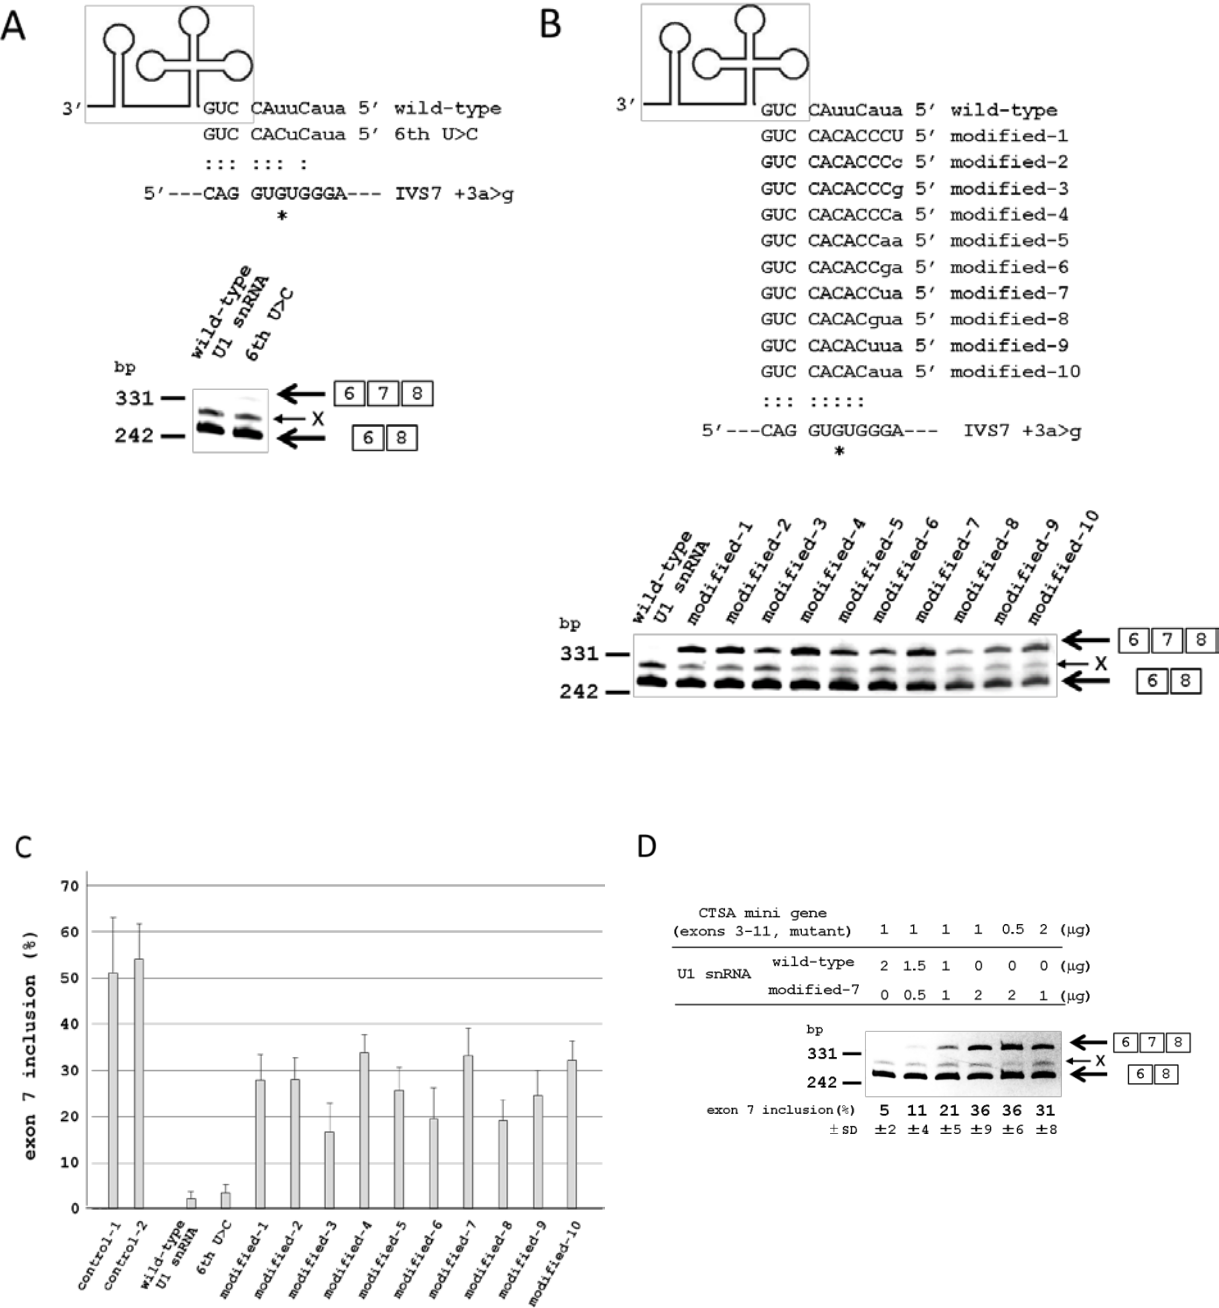 A
3′ GUC CAuuCaua 5′ wild-type
GUC CACuCaua 5′ 6th U>C
::: ::: :
5′---CAG GUGUGGGA--- IVS7 +3a>g
*
wild-type
U1 snRNA
6th U>C
bp
331
242
6 7 8
X
6 8
B
3′ GUC CAuuCaua 5′ wild-type
GUC CACACCCU 5′ modified-1
GUC CACACCCc 5′ modified-2
GUC CACACCCg 5′ modified-3
GUC CACACCCa 5′ modified-4
GUC CACACCaa 5′ modified-5
GUC CACACCga 5′ modified-6
GUC CACACCua 5′ modified-7
GUC CACACgua 5′ modified-8
GUC CACACuua 5′ modified-9
GUC CACACaua 5′ modified-10
::: :::::
5′---CAG GUGUGGGA--- IVS7 +3a>g
*
wild-type
U1 snRNA
modified-1
modified-2
modified-3
modified-4
modified-5
modified-6
modified-7
modified-8
modified-9
modified-10
bp
331
242
6 7 8
X
6 8
C
exon 7 inclusion (%)
70
60
50
40
30
20
10
0
control-1
control-2
wild-type
U1 snRNA
6th U>C
modified-1
modified-2
modified-3
modified-4
modified-5
modified-6
modified-7
modified-8
modified-9
modified-10
D
CTSA mini gene
(exons 3-11, mutant) 1 1 1 1 0.5 2 (μg)
U1 snRNA
wild-type 2 1.5 1 0 0 0 (μg)
modified-7 0 0.5 1 2 2 1 (μg)
bp
331
242
6 7 8
X
6 8
exon 7 inclusion(%) 5 11 21 36 36 31
±SD ±2 ±4 ±5 ±9 ±6 ±8